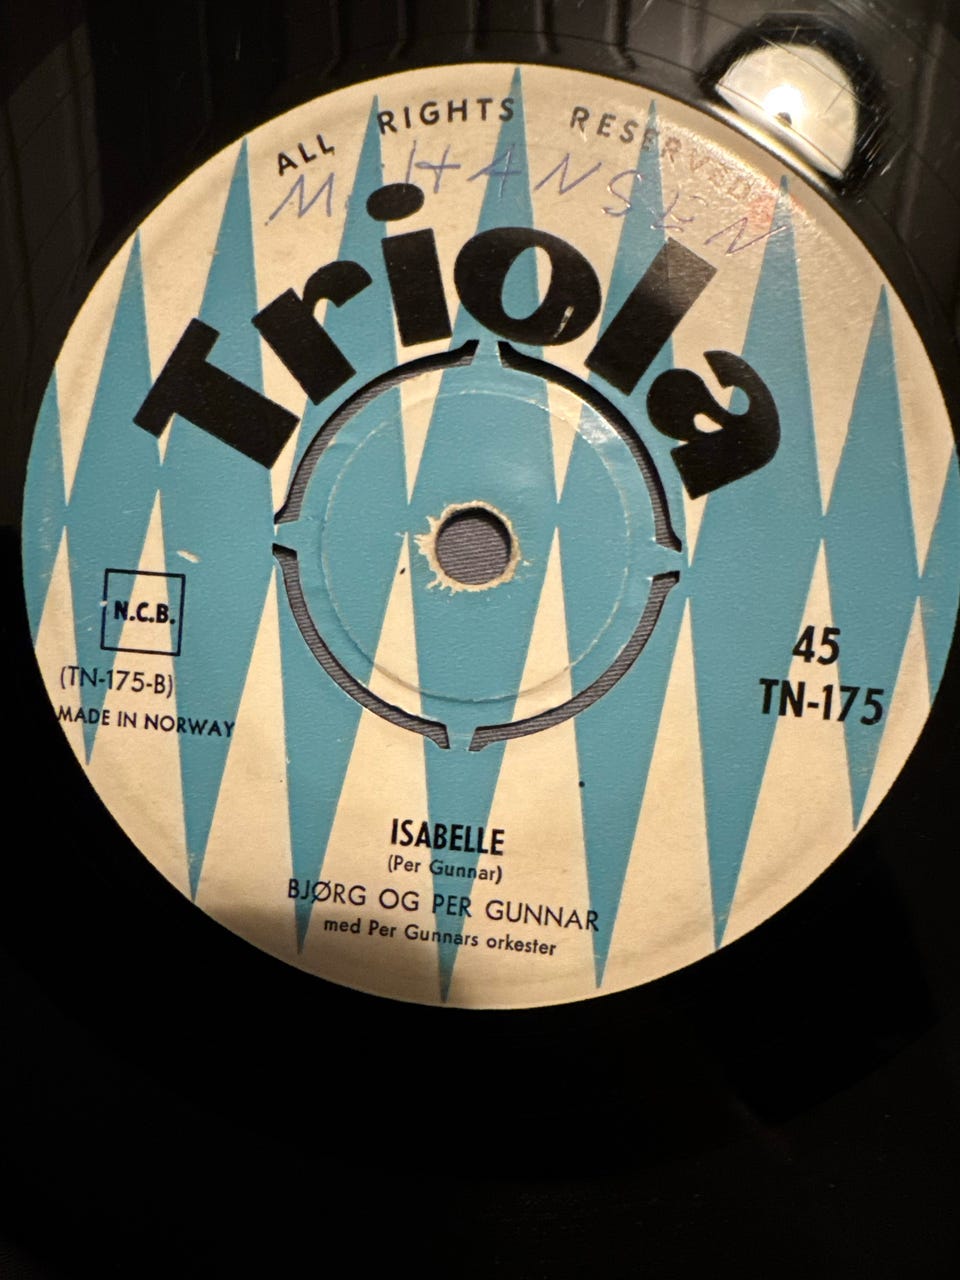 ALL RIGHTS RESERVED
M. HANSEN
Triola
N.C.B.
(TN-175-B)
MADE IN NORWAY
45
TN-175
ISABELLE
(Per Gunnar)
BJØRG OG PER GUNNAR
med Per Gunnars orkester